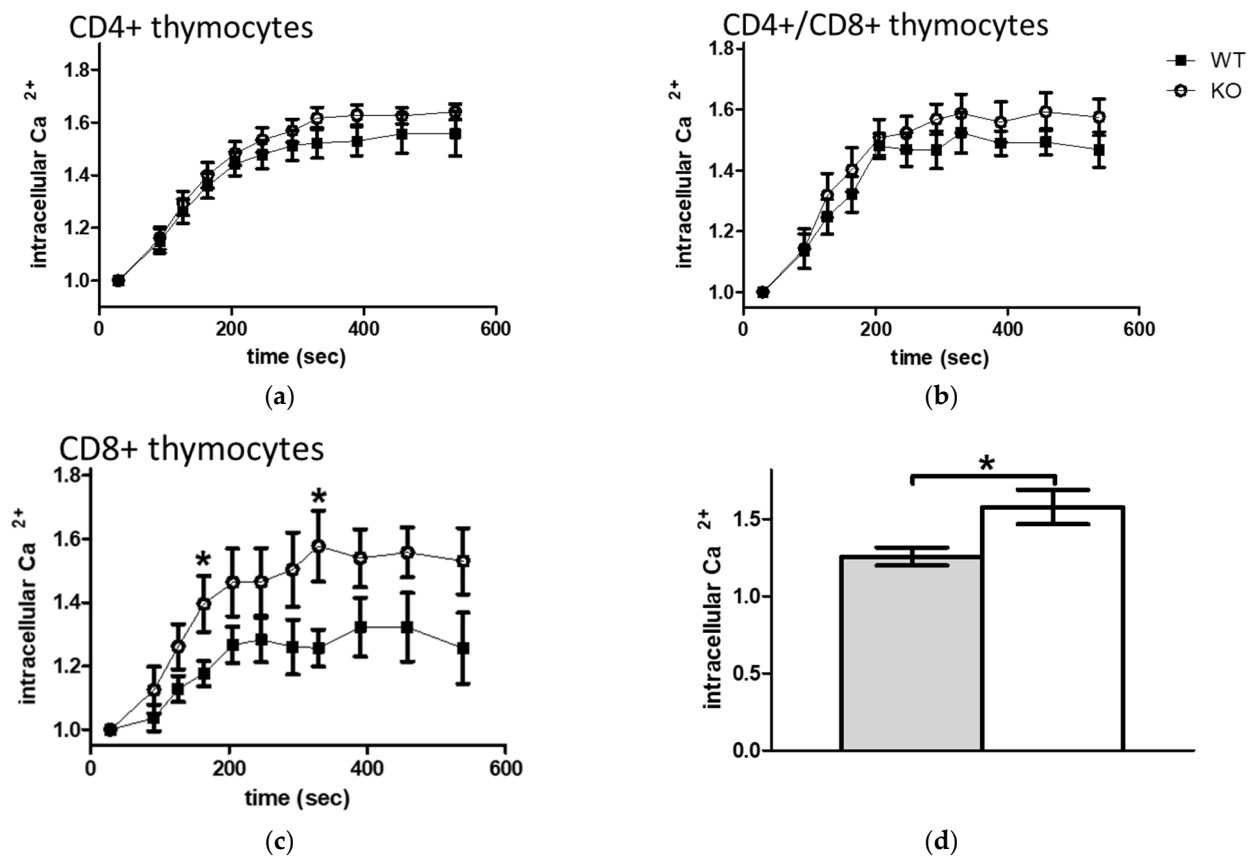 CD4+ thymocytes
intracellular Ca 2+
1.8
1.6
1.4
1.2
1.0
0 200 400 600
time (sec)
(a)
CD4+/CD8+ thymocytes
intracellular Ca 2+
1.8
1.6
1.4
1.2
1.0
0 200 400 600
time (sec)
(b)
WT
KO
CD8+ thymocytes
intracellular Ca 2+
1.8
1.6
1.4
1.2
1.0
* *
0 200 400 600
time (sec)
(c)
intracellular Ca 2+
*
1.5
1.0
0.5
0.0
(d)